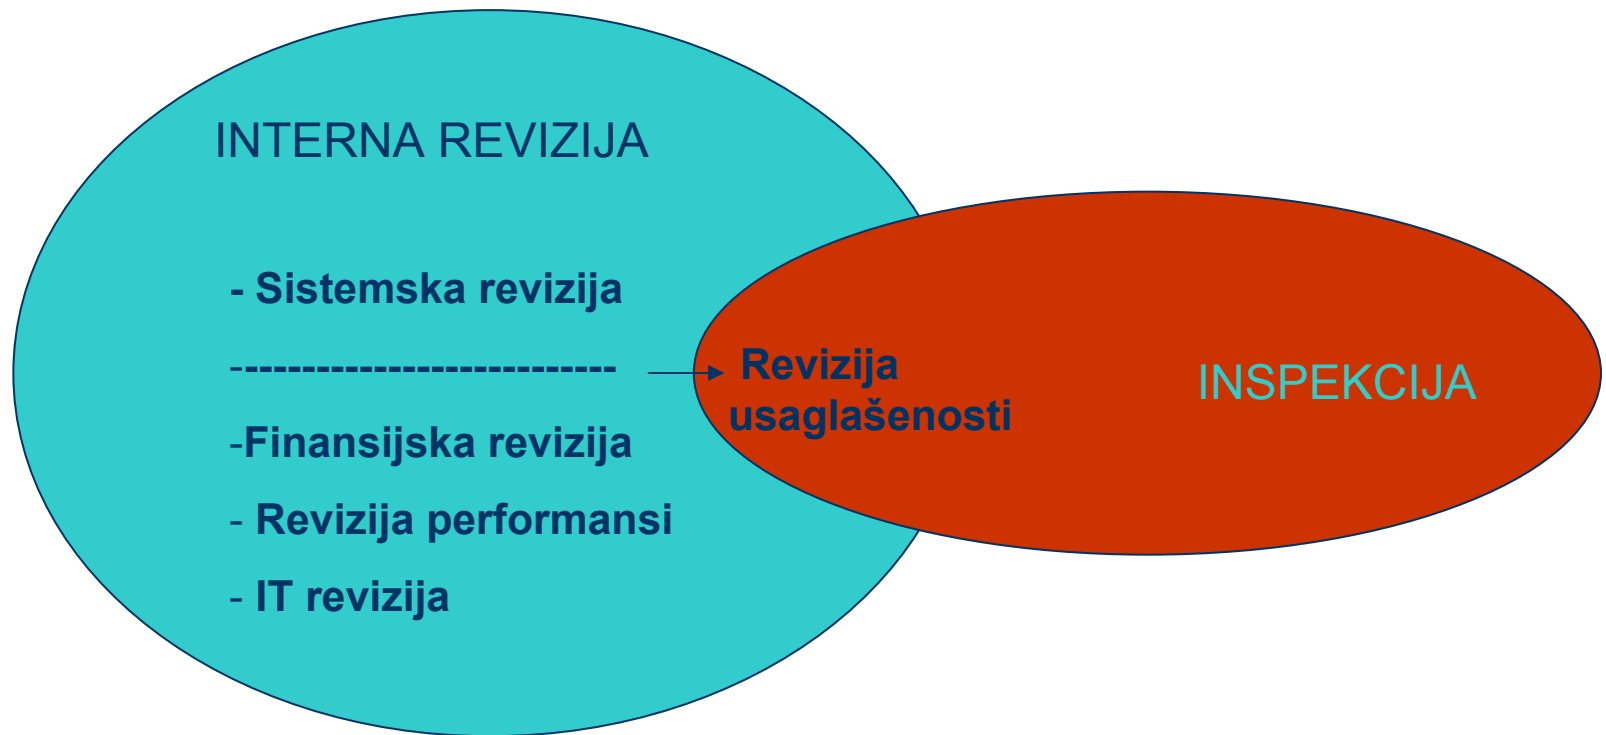 INTERNA REVIZIJA
- Sistemska revizija
--------------------------- Revizija
usaglašenosti
-Finansijska revizija
- Revizija performansi
- IT revizija
INSPEKCIJA